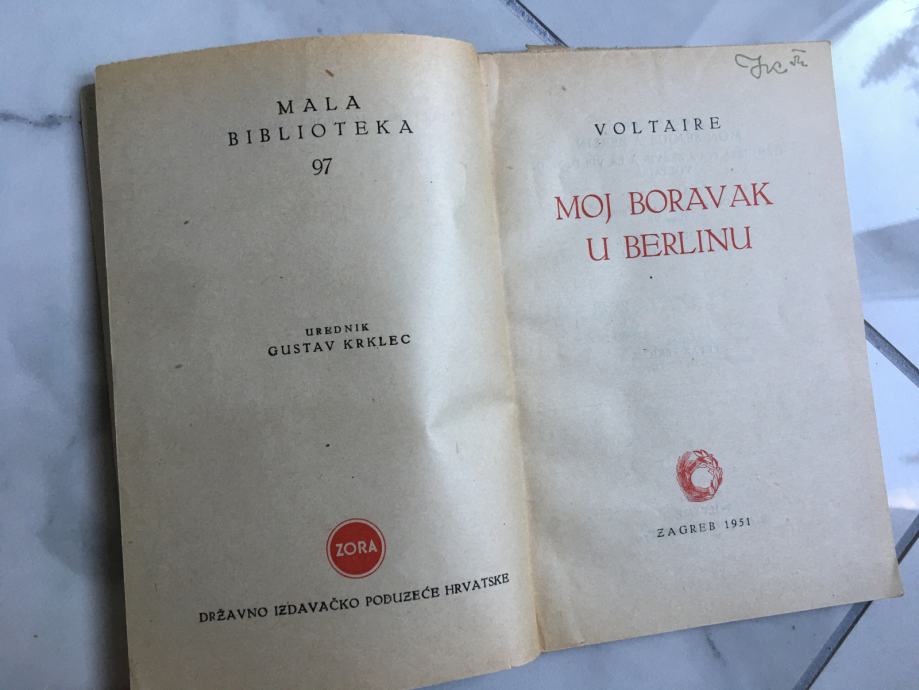 MALA
BIBLIOTEKA
97
UREDNIK
GUSTAV KRKLEC
ZORA
DRŽAVNO IZDAVAČKO PODUZEĆE HRVATSKE
VOLTAIRE
MOJ BORAVAK
U BERLINU
ZAGREB 1951